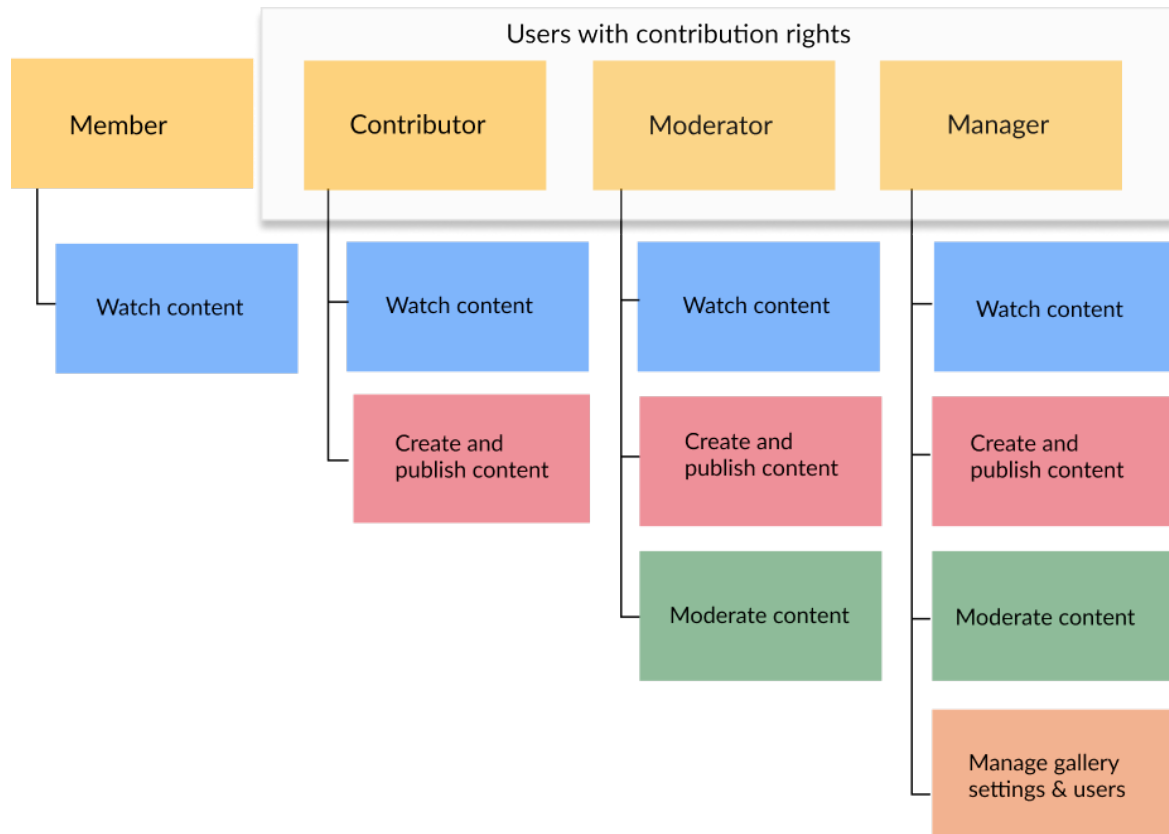 Users with contribution rights
Member
Contributor
Moderator
Manager
Watch content
Watch content
Watch content
Watch content
Create and
publish content
Create and
publish content
Create and
publish content
Moderate content
Moderate content
Manage gallery
settings & users